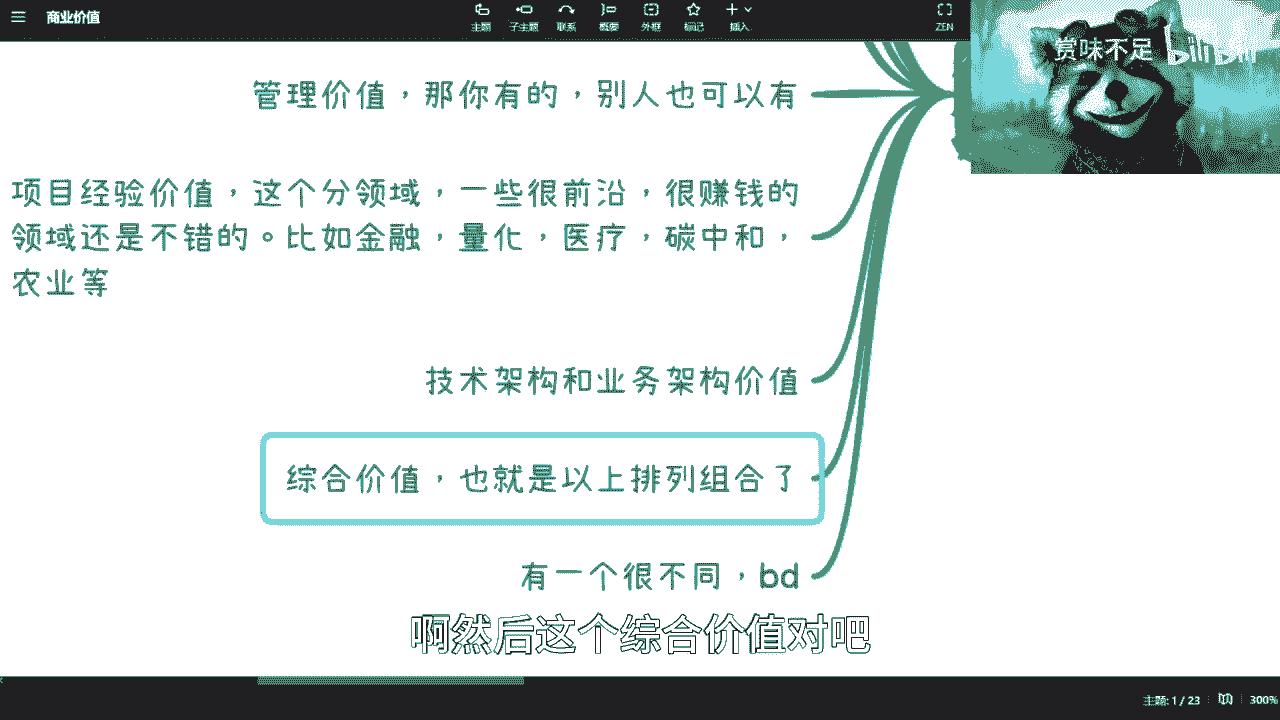 商业价值
主题 子主题 联系 概要 外框 标记 插入 ZEN
赏味不足 bilibili
管理价值，那你有的，别人也可以有
项目经验价值，这个分领域，一些很前沿，很赚钱的
领域还是不错的。比如金融，量化，医疗，碳中和，
农业等
技术架构和业务架构价值
综合价值，也就是以上排列组合了
有一个很不同，bd
啊然后这个综合价值对吧
主题: 1 / 23 300%